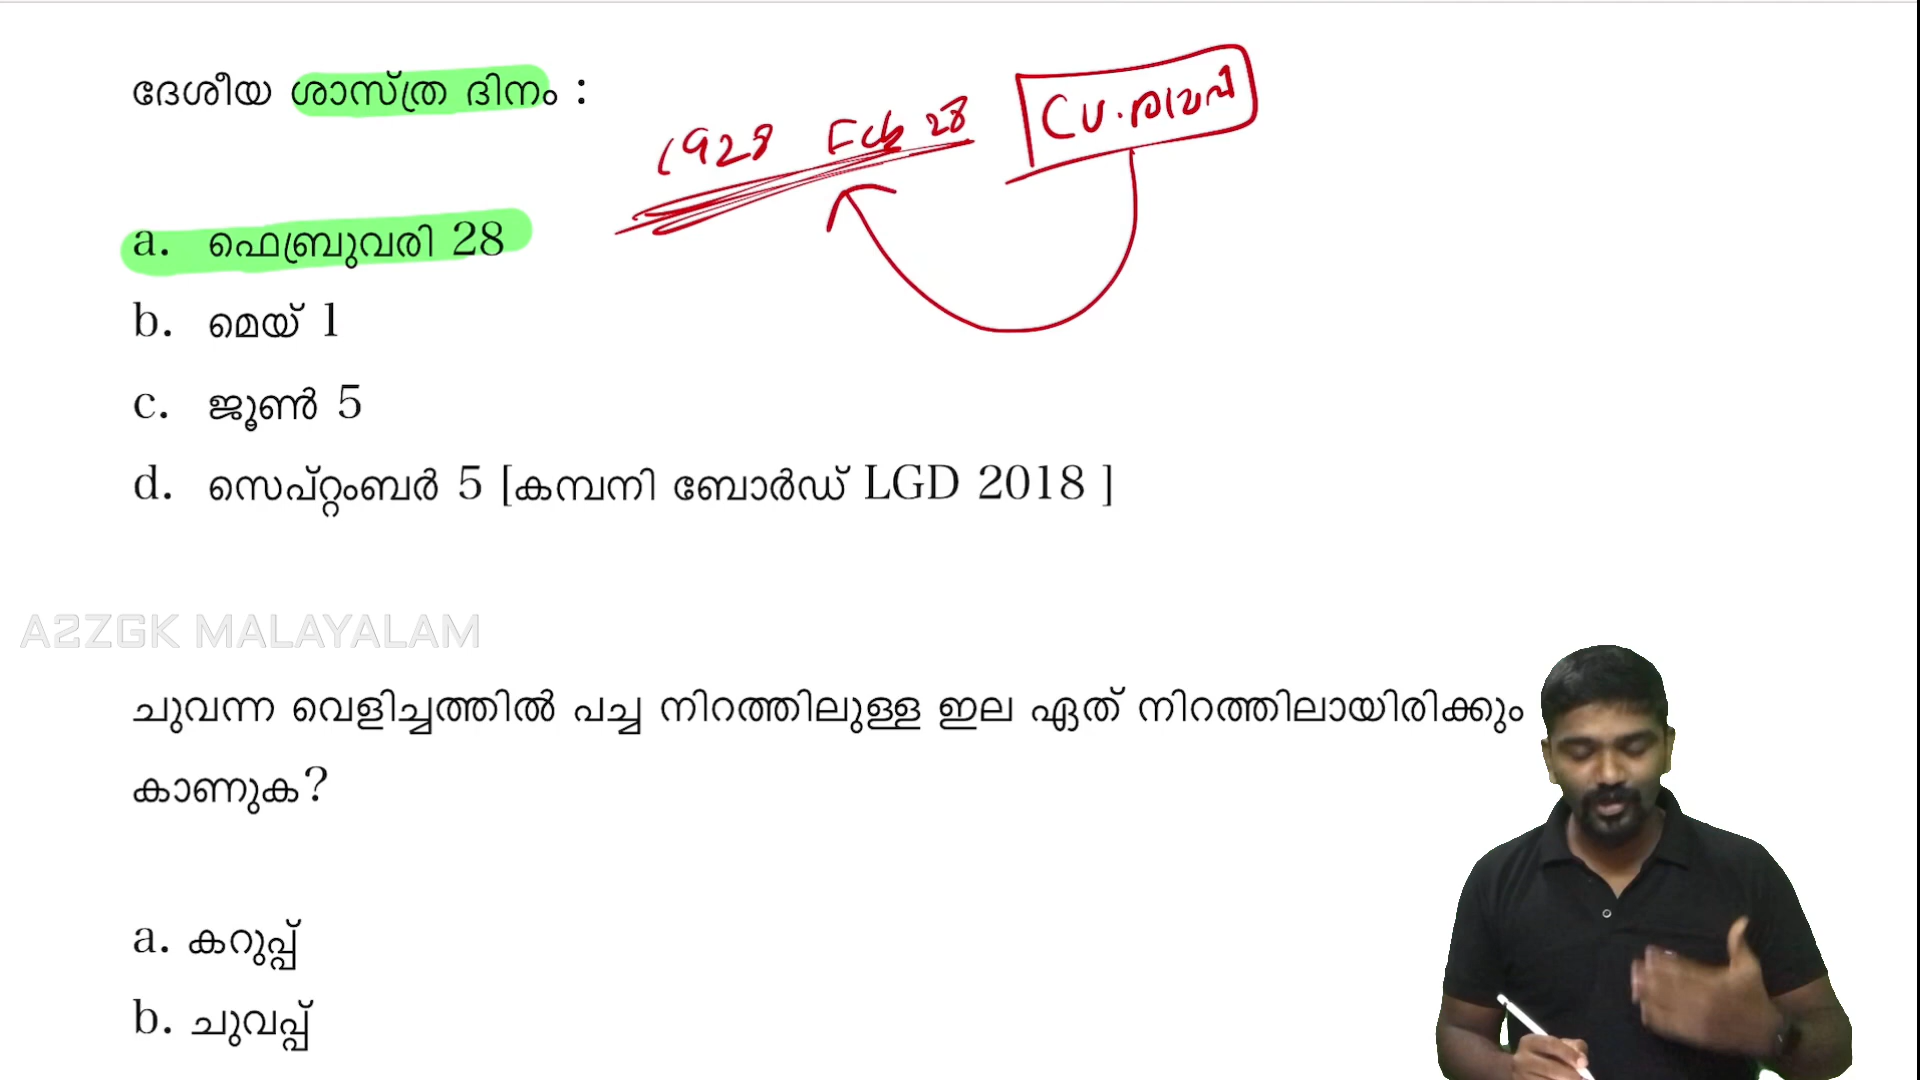 ദേശീയ ശാസ്ത്ര ദിനം :
1928 Feb 28
CV. രാമൻ
a. ഫെബ്രുവരി 28
b. മെയ് 1
c. ജൂൺ 5
d. സെപ്റ്റംബർ 5 [കമ്പനി ബോർഡ് LGD 2018 ]
A2ZGK MALAYALAM
ചുവന്ന വെളിച്ചത്തിൽ പച്ച നിറത്തിലുള്ള ഇല ഏത് നിറത്തിലായിരിക്കും
കാണുക?
a. കറുപ്പ്
b. ചുവപ്പ്